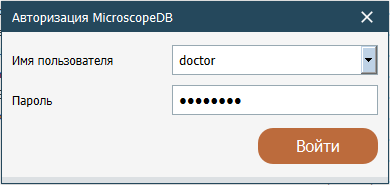 Авторизация MicroscopeDB
Имя пользователя doctor
Пароль ●●●●●●●●
Войти